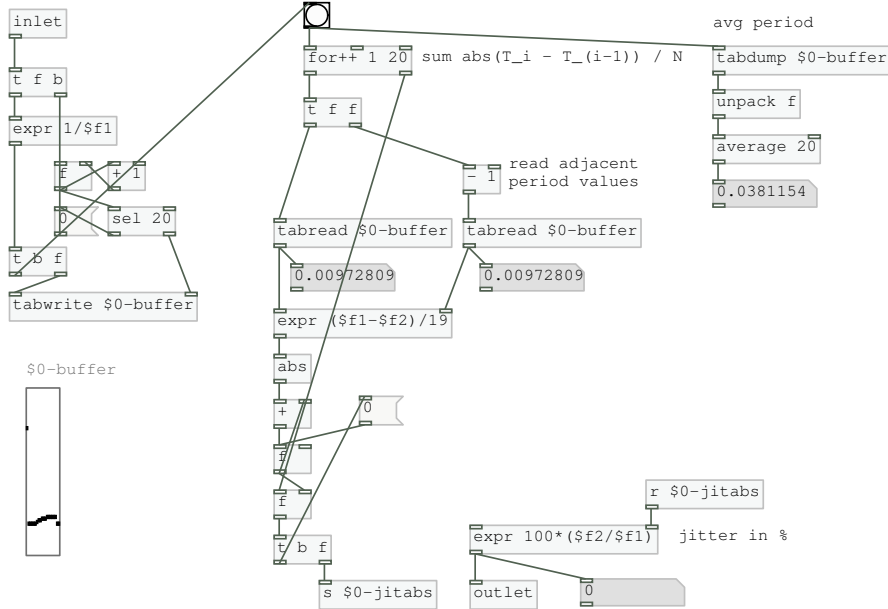 inlet
avg period
for++ 1 20
sum abs(T_i - T_(i-1)) / N
tabdump $0-buffer
t f b
unpack f
t f f
expr 1/$f1
average 20
f
+ 1
- 1
read adjacent
period values
0.0381154
0
sel 20
tabread $0-buffer
tabread $0-buffer
t b f
0.00972809
0.00972809
tabwrite $0-buffer
expr ($f1-$f2)/19
$0-buffer
abs
+
0
f
f
r $0-jitabs
expr 100*($f2/$f1)
jitter in %
t b f
s $0-jitabs
outlet
0